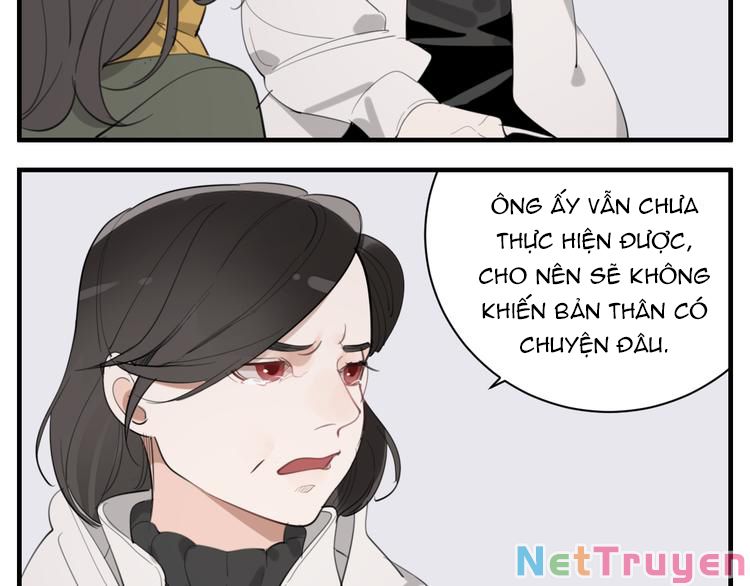 ÔNG ẤY VẪN CHƯA
THỰC HIỆN ĐƯỢC,
CHO NÊN SẼ KHÔNG
KHIẾN BẢN THÂN CÓ
CHUYỆN ĐÂU.
NetTruyen